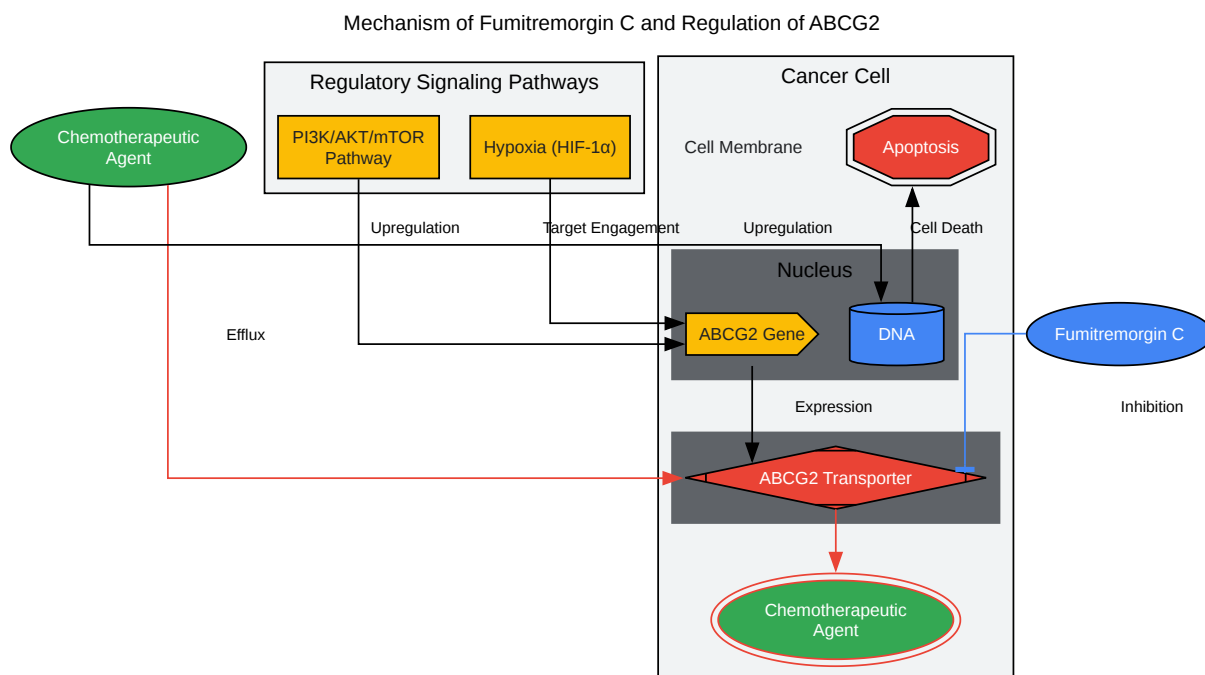 Mechanism of Fumitremorgin C and Regulation of ABCG2
Regulatory Signaling Pathways
Cancer Cell
Chemotherapeutic
Agent
PI3K/AKT/mTOR
Pathway
Hypoxia (HIF-1α)
Cell Membrane
Apoptosis
Upregulation
Target Engagement
Upregulation
Cell Death
Nucleus
Efflux
ABCG2 Gene
DNA
Fumitremorgin C
Expression
Inhibition
ABCG2 Transporter
Chemotherapeutic
Agent